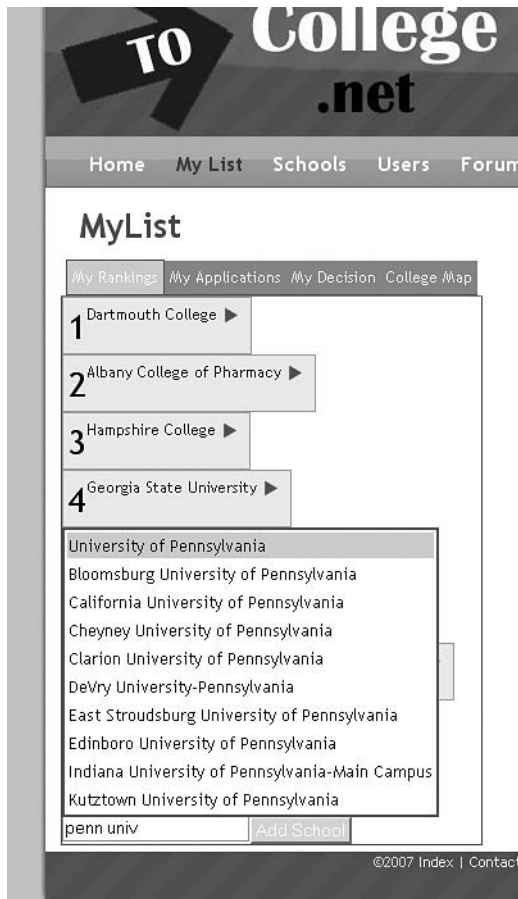 TO
College
.net
Home My List Schools Users Forum
MyList
My Rankings My Applications My Decision College Map
1 Dartmouth College
2 Albany College of Pharmacy
3 Hampshire College
4 Georgia State University
University of Pennsylvania
Bloomsburg University of Pennsylvania
California University of Pennsylvania
Cheyney University of Pennsylvania
Clarion University of Pennsylvania
DeVry University-Pennsylvania
East Stroudsburg University of Pennsylvania
Edinboro University of Pennsylvania
Indiana University of Pennsylvania-Main Campus
Kutztown University of Pennsylvania
penn univ Add School
©2007 Index | Contact